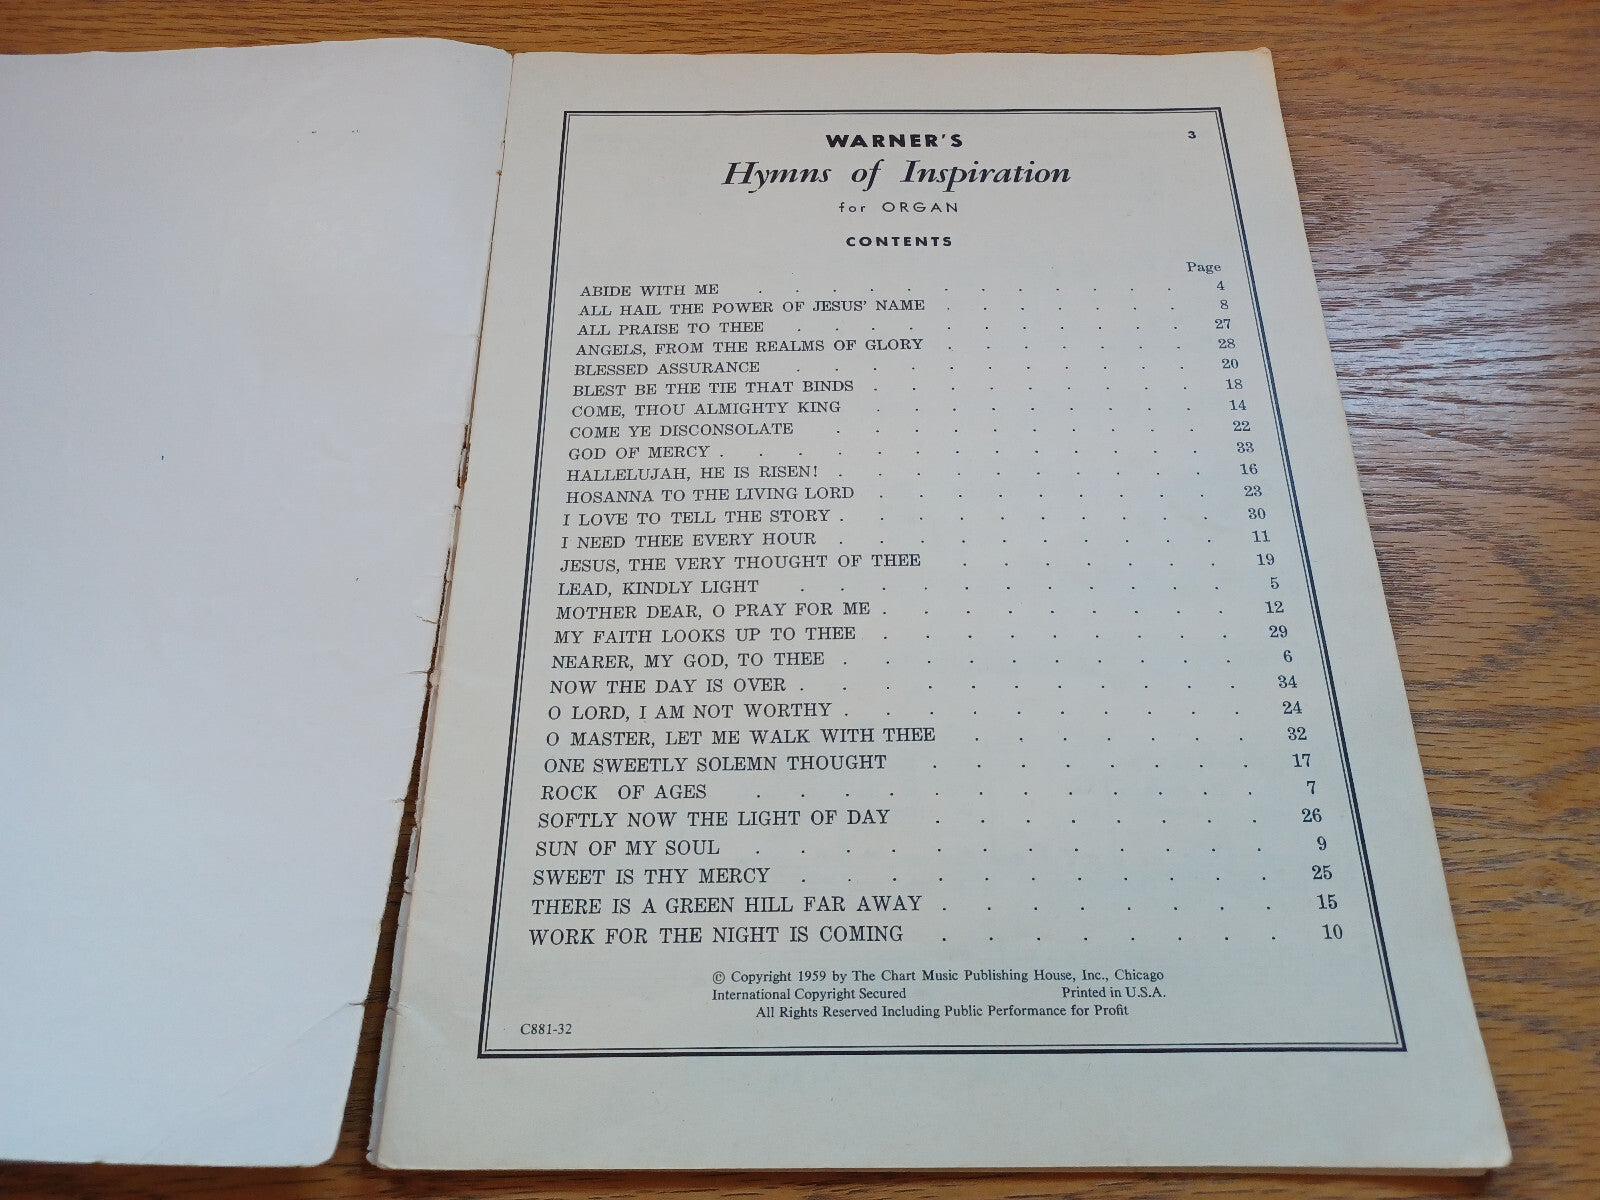 3
WARNER'S
Hymns of Inspiration
for ORGAN
CONTENTS
Page
ABIDE WITH ME . . . . . . . . . . . . 4
ALL HAIL THE POWER OF JESUS' NAME . . . . . . . 8
ALL PRAISE TO THEE . . . . . . . . . . . 27
ANGELS, FROM THE REALMS OF GLORY . . . . . . . 28
BLESSED ASSURANCE . . . . . . . . . . . 20
BLEST BE THE TIE THAT BINDS . . . . . . . . . 18
COME, THOU ALMIGHTY KING . . . . . . . . . 14
COME YE DISCONSOLATE . . . . . . . . . . 22
GOD OF MERCY . . . . . . . . . . . . . 33
HALLELUJAH, HE IS RISEN! . . . . . . . . . . 16
HOSANNA TO THE LIVING LORD . . . . . . . . . 23
I LOVE TO TELL THE STORY . . . . . . . . . . 30
I NEED THEE EVERY HOUR . . . . . . . . . . 11
JESUS, THE VERY THOUGHT OF THEE . . . . . . . 19
LEAD, KINDLY LIGHT . . . . . . . . . . . 5
MOTHER DEAR, O PRAY FOR ME . . . . . . . . . 12
MY FAITH LOOKS UP TO THEE . . . . . . . . . 29
NEARER, MY GOD, TO THEE . . . . . . . . . . 6
NOW THE DAY IS OVER . . . . . . . . . . . 34
O LORD, I AM NOT WORTHY . . . . . . . . . . 24
O MASTER, LET ME WALK WITH THEE . . . . . . . 32
ONE SWEETLY SOLEMN THOUGHT . . . . . . . . 17
ROCK OF AGES . . . . . . . . . . . . 7
SOFTLY NOW THE LIGHT OF DAY . . . . . . . . 26
SUN OF MY SOUL . . . . . . . . . . . . 9
SWEET IS THY MERCY . . . . . . . . . . . 25
THERE IS A GREEN HILL FAR AWAY . . . . . . . . 15
WORK FOR THE NIGHT IS COMING . . . . . . . . 10
© Copyright 1959 by The Chart Music Publishing House, Inc., Chicago
International Copyright Secured Printed in U.S.A.
All Rights Reserved Including Public Performance for Profit
C881-32